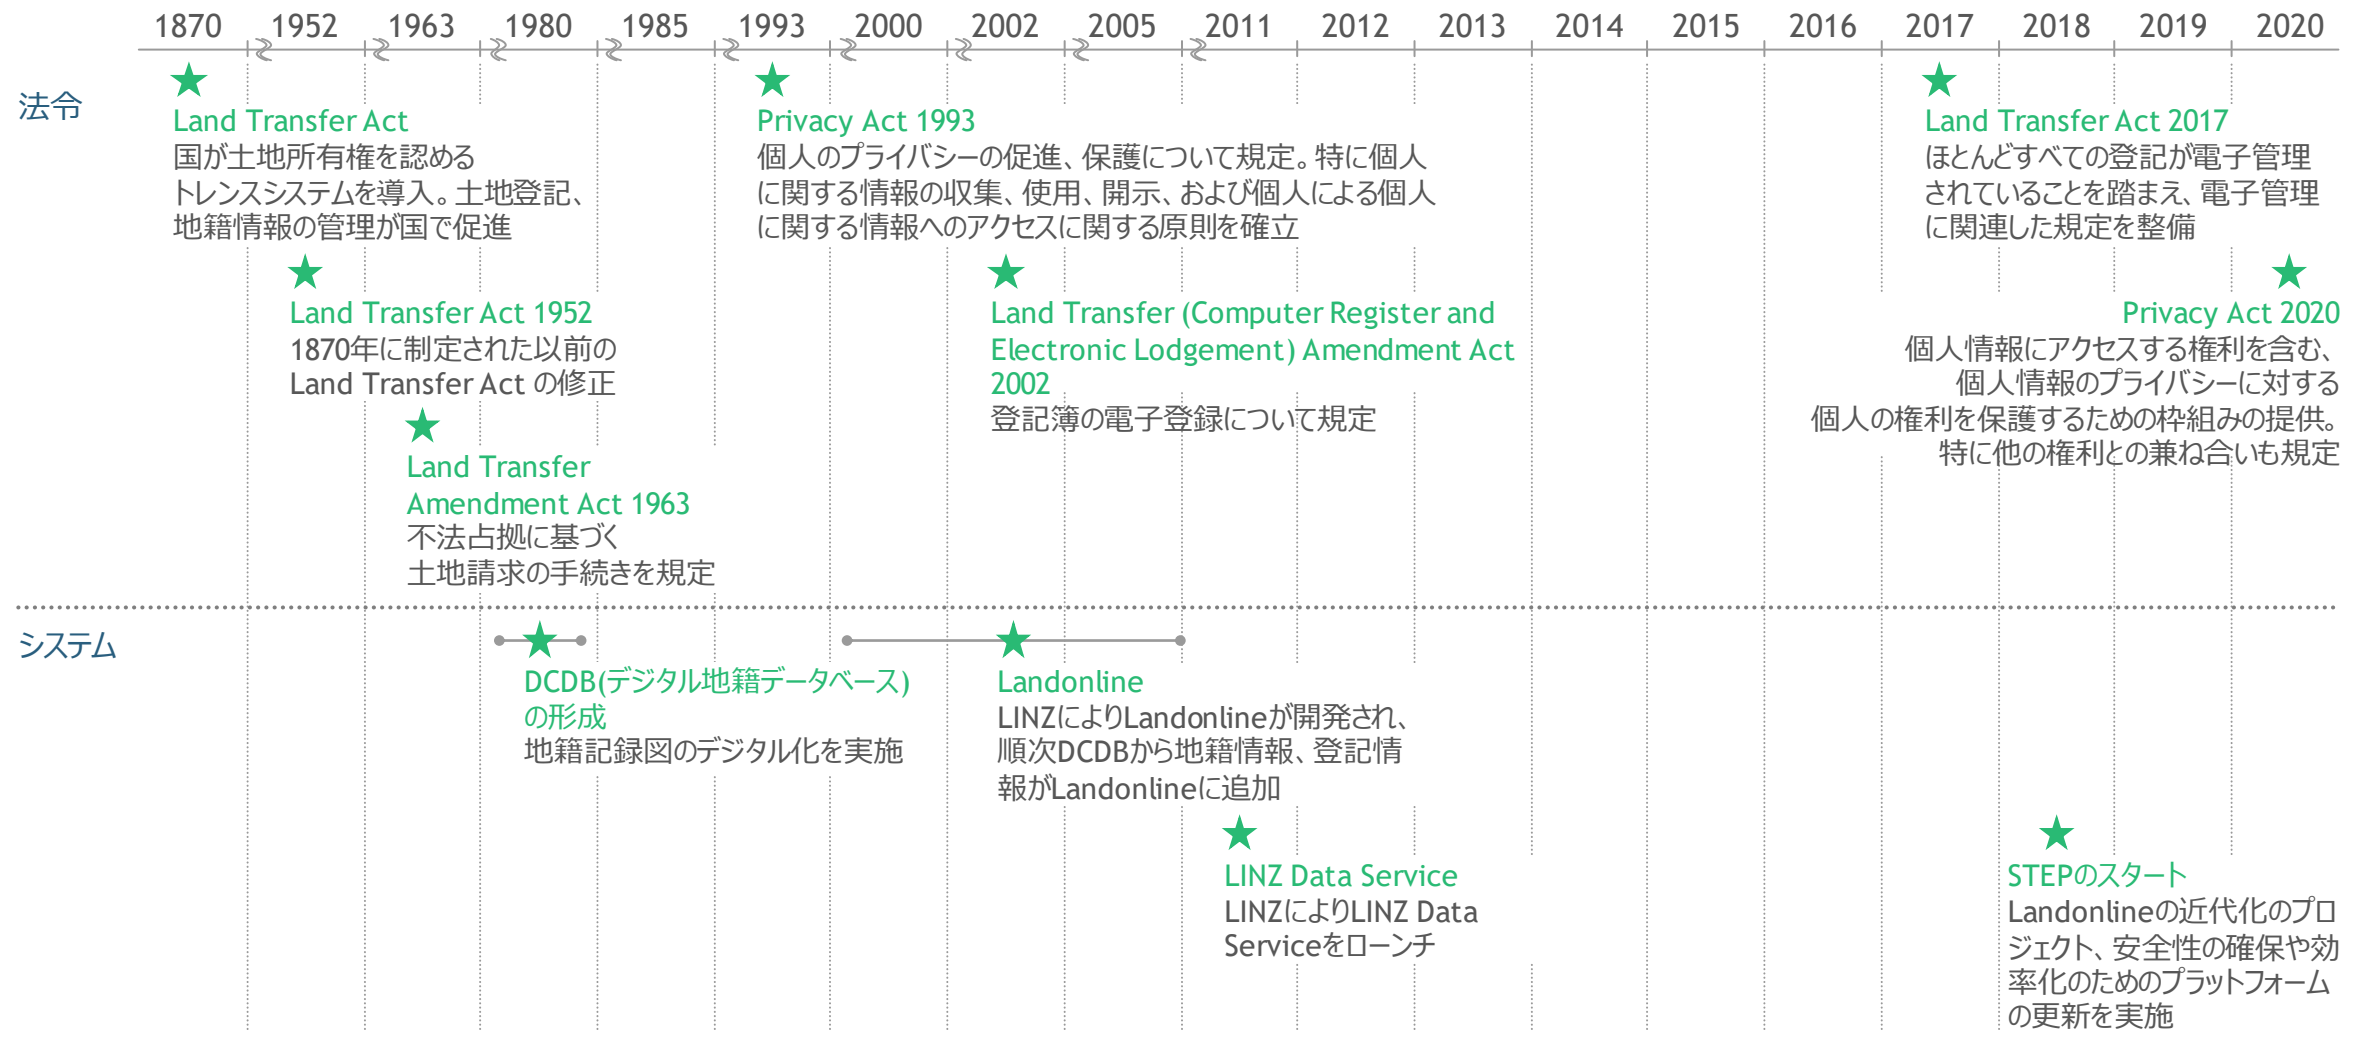 1870 1952 1963 1980 1985 1993 2000 2002 2005 2011 2012 2013 2014 2015 2016 2017 2018 2019 2020
法令
Land Transfer Act
国が土地所有権を認める
トレンスシステムを導入。土地登記、
地籍情報の管理が国で促進
Privacy Act 1993
個人のプライバシーの促進、保護について規定。特に個人
に関する情報の収集、使用、開示、および個人による個人
に関する情報へのアクセスに関する原則を確立
Land Transfer Act 2017
ほとんどすべての登記が電子管理
されていることを踏まえ、電子管理
に関連した規定を整備
Land Transfer Act 1952
1870年に制定された以前の
Land Transfer Act の修正
Land Transfer (Computer Register and
Electronic Lodgement) Amendment Act
2002
登記簿の電子登録について規定
Privacy Act 2020
個人情報にアクセスする権利を含む、
個人情報のプライバシーに対する
個人の権利を保護するための枠組みの提供。
特に他の権利との兼ね合いも規定
Land Transfer
Amendment Act 1963
不法占拠に基づく
土地請求の手続きを規定
システム
DCDB(デジタル地籍データベース)
の形成
地籍記録図のデジタル化を実施
Landonline
LINZによりLandonlineが開発され、
順次DCDBから地籍情報、登記情
報がLandonlineに追加
LINZ Data Service
LINZによりLINZ Data
Serviceをローンチ
STEPのスタート
Landonlineの近代化のプロ
ジェクト、安全性の確保や効
率化のためのプラットフォーム
の更新を実施